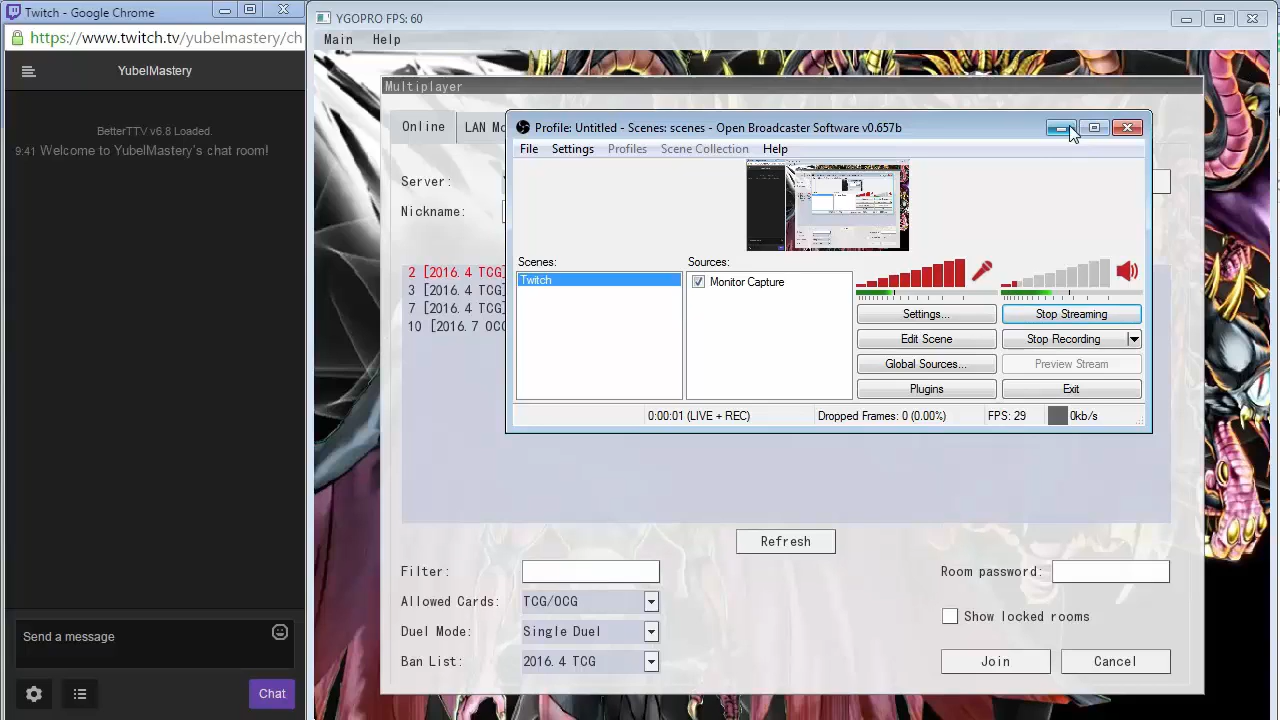 Twitch - Google Chrome
https://www.twitch.tv/yubelmastery/ch
YubelMastery
BetterTTV v6.8 Loaded.
9:41 Welcome to YubelMastery's chat room!
Send a message
Chat
YGOPRO FPS: 60
Main Help
Multiplayer
Online LAN Mo
Server:
Nickname:
2 [2016.4 TCG]
3 [2016.4 TCG
7 [2016.4 TCG
10 [2016.7 OCG
Profile: Untitled - Scenes: scenes - Open Broadcaster Software v0.657b
File Settings Profiles Scene Collection Help
Scenes: Sources:
Twitch
Monitor Capture
Settings... Stop Streaming
Edit Scene Stop Recording
Global Sources... Preview Stream
Plugins Exit
0:00:01 (LIVE + REC) Dropped Frames: 0 (0.00%) FPS: 29 0kb/s
Refresh
Filter: Room password:
Allowed Cards: TCG/OCG
Show locked rooms
Duel Mode: Single Duel
Ban List: 2016.4 TCG
Join Cancel